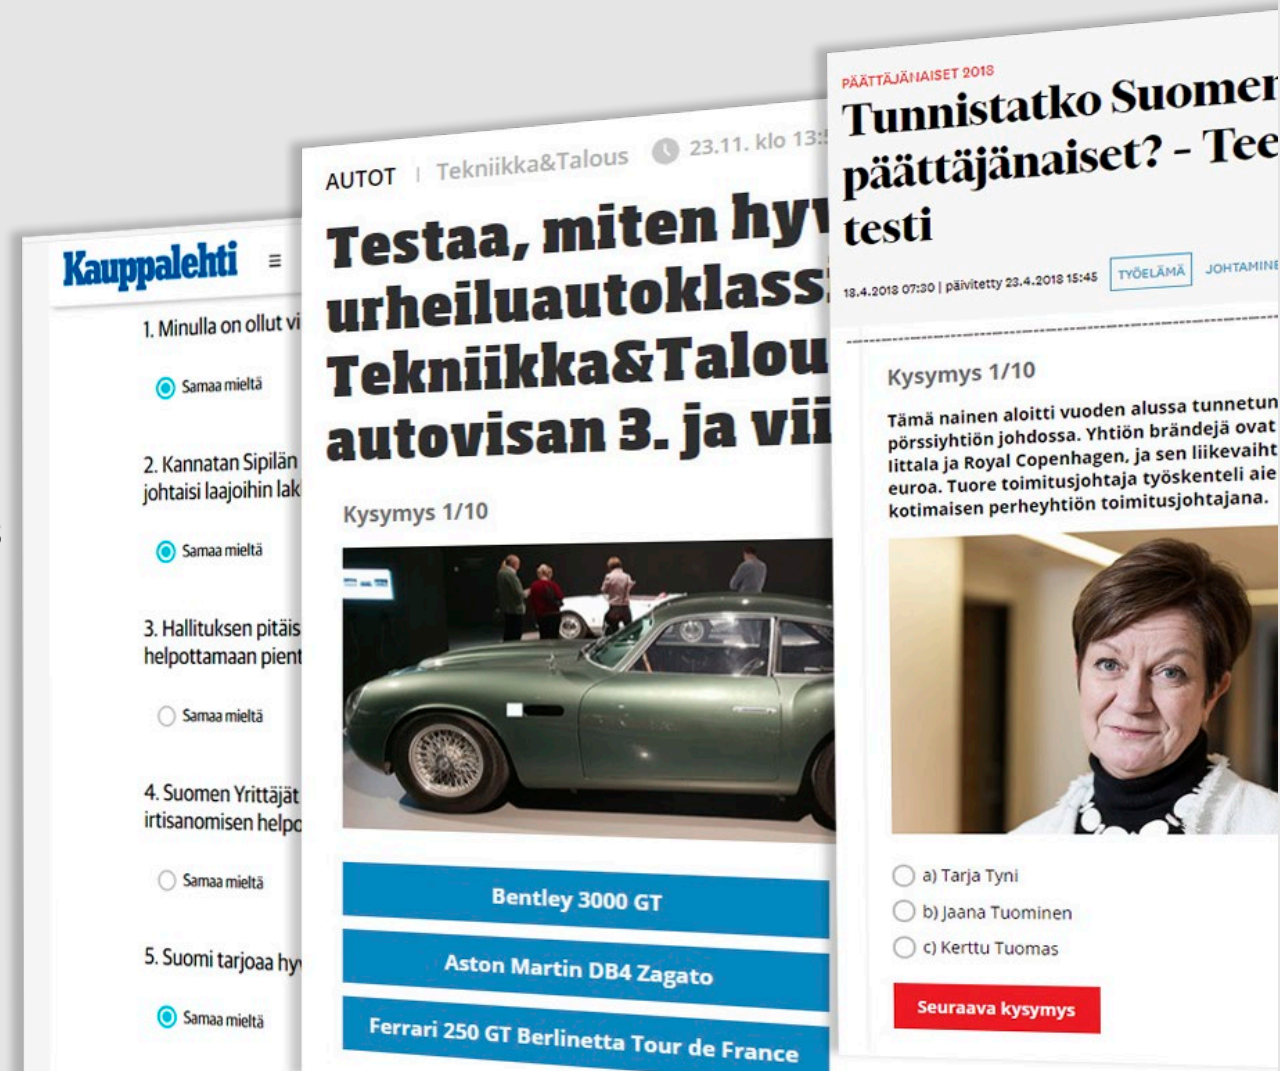 Kauppalehti
1. Minulla on ollut vi
Samaa mieltä
2. Kannatan Sipilän
johtaisi laajoihin lak
Samaa mieltä
3. Hallituksen pitäis
helpottamaan pient
Samaa mieltä
4. Suomen Yrittäjät
irtisanomisen helpo
Samaa mieltä
5. Suomi tarjoaa hyv
Samaa mieltä
AUTOT | Tekniikka&Talous 23.11. klo 13:5
Testaa, miten hyv
urheiluautoklassi
Tekniikka&Talou
autovisan 3. ja vii
Kysymys 1/10
Bentley 3000 GT
Aston Martin DB4 Zagato
Ferrari 250 GT Berlinetta Tour de France
PÄÄTTÄJÄNAISET 2018
Tunnistatko Suomen
päättäjänaiset? - Tee
testi
18.4.2018 07:30 | päivitetty 23.4.2018 15:45 TYÖELÄMÄ JOHTAMINE
Kysymys 1/10
Tämä nainen aloitti vuoden alussa tunnetun
pörssiyhtiön johdossa. Yhtiön brändejä ovat
Iittala ja Royal Copenhagen, ja sen liikevaiht
euroa. Tuore toimitusjohtaja työskenteli aie
kotimaisen perheyhtiön toimitusjohtajana.
a) Tarja Tyni
b) Jaana Tuominen
c) Kerttu Tuomas
Seuraava kysymys